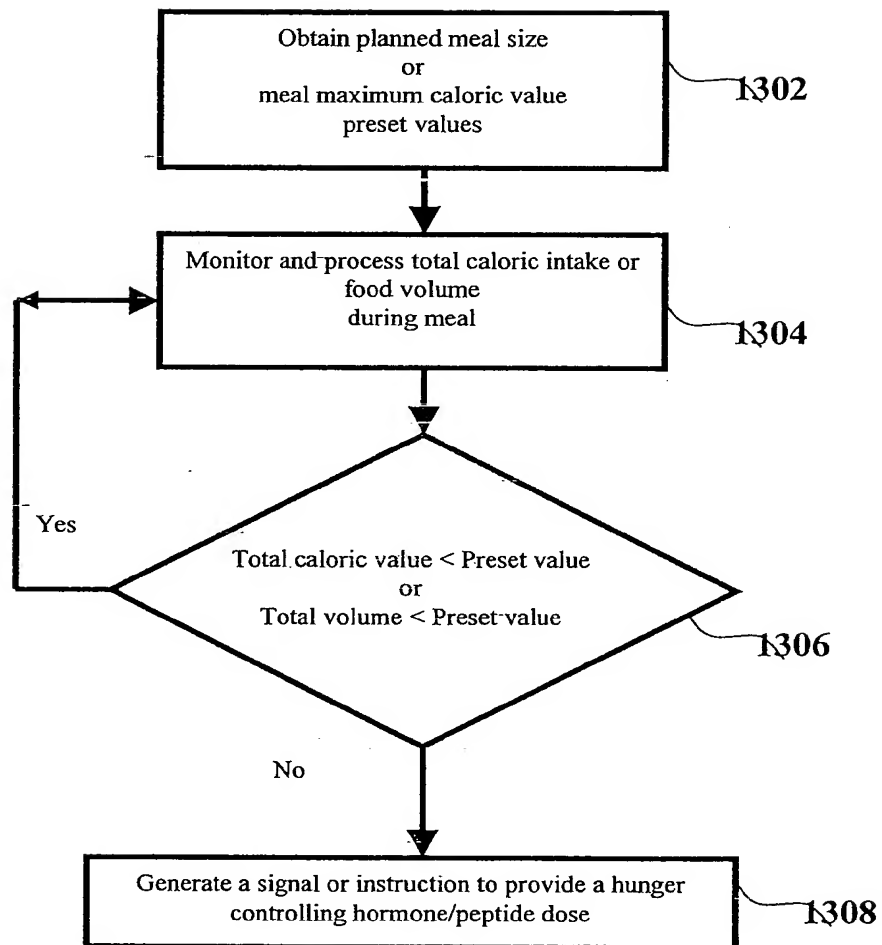 Obtain planned meal size
or
meal maximum caloric value
preset values
1302
Monitor and process total caloric intake or
food volume
during meal
1304
Yes
Total caloric value < Preset value
or
Total volume < Preset value
1306
No
Generate a signal or instruction to provide a hunger
controlling hormone/peptide dose
1308